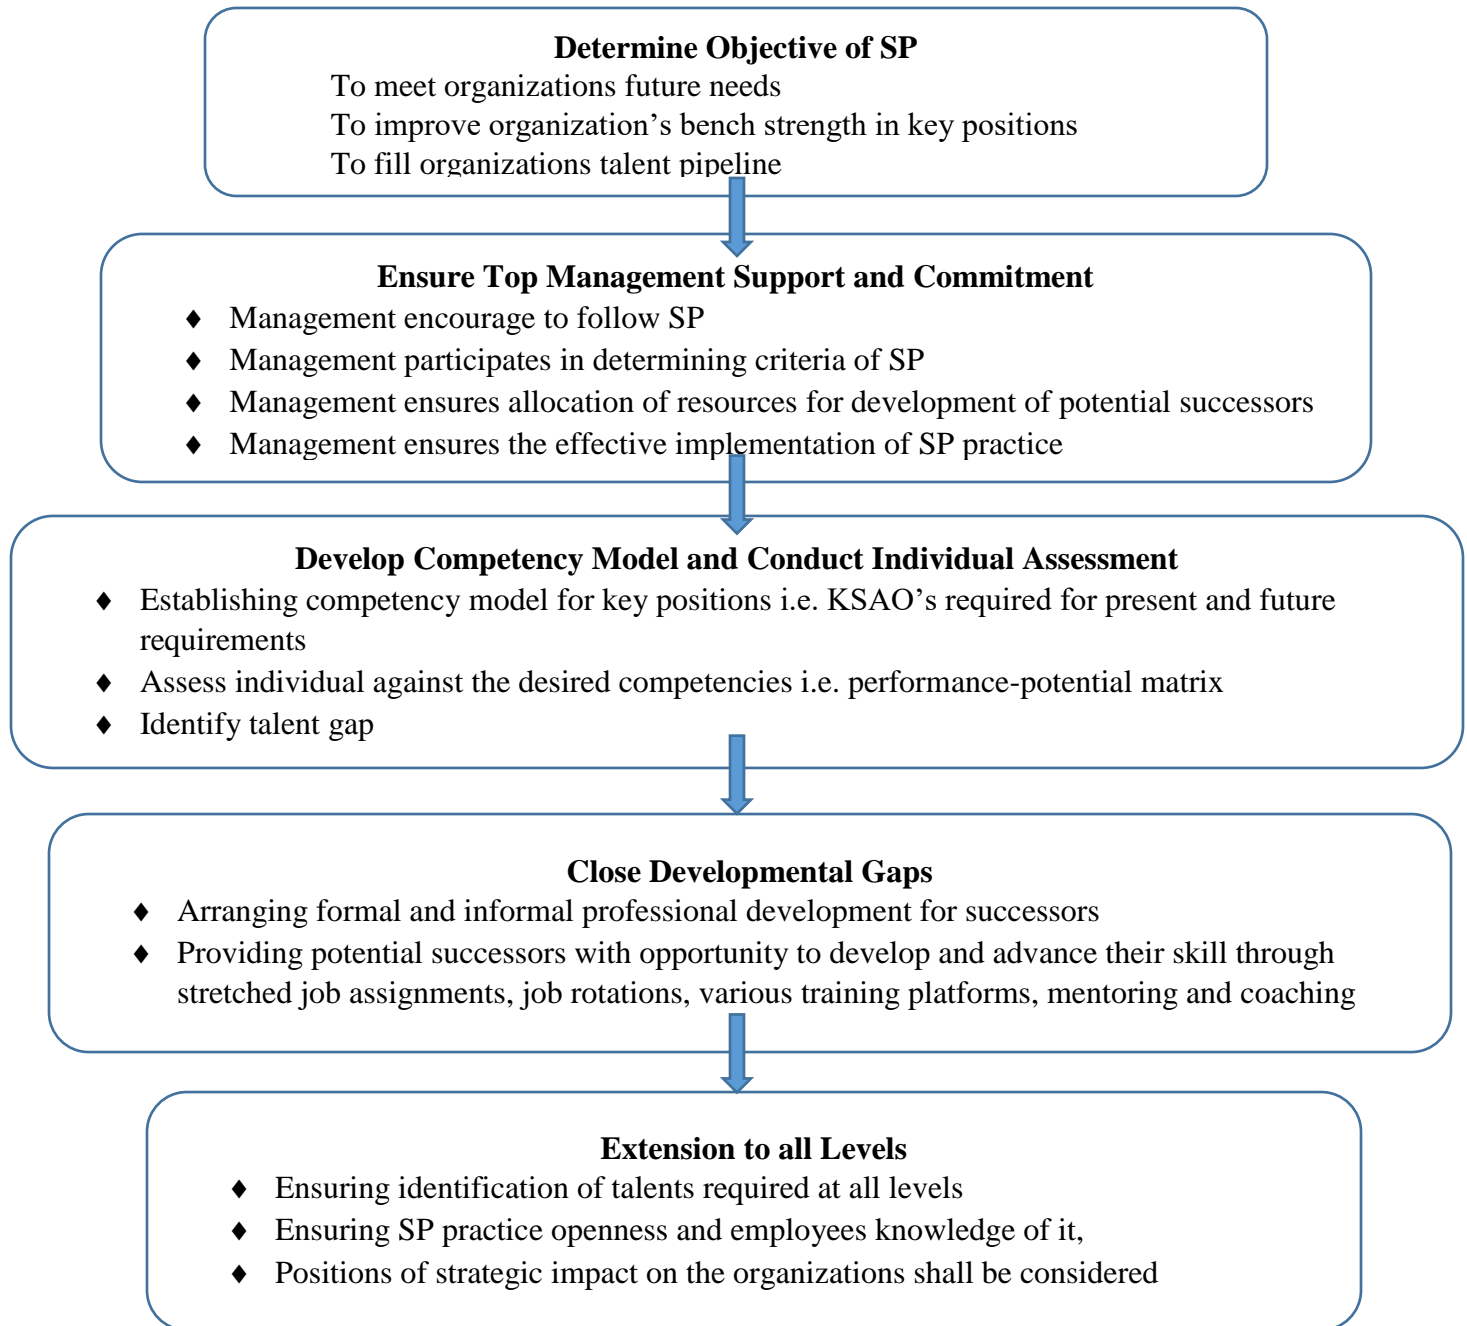 Determine Objective of SP
To meet organizations future needs
To improve organization’s bench strength in key positions
To fill organizations talent pipeline
Ensure Top Management Support and Commitment
♦ Management encourage to follow SP
♦ Management participates in determining criteria of SP
♦ Management ensures allocation of resources for development of potential successors
♦ Management ensures the effective implementation of SP practice
Develop Competency Model and Conduct Individual Assessment
♦ Establishing competency model for key positions i.e. KSAO’s required for present and future
requirements
♦ Assess individual against the desired competencies i.e. performance-potential matrix
♦ Identify talent gap
Close Developmental Gaps
♦ Arranging formal and informal professional development for successors
♦ Providing potential successors with opportunity to develop and advance their skill through
stretched job assignments, job rotations, various training platforms, mentoring and coaching
Extension to all Levels
♦ Ensuring identification of talents required at all levels
♦ Ensuring SP practice openness and employees knowledge of it,
♦ Positions of strategic impact on the organizations shall be considered